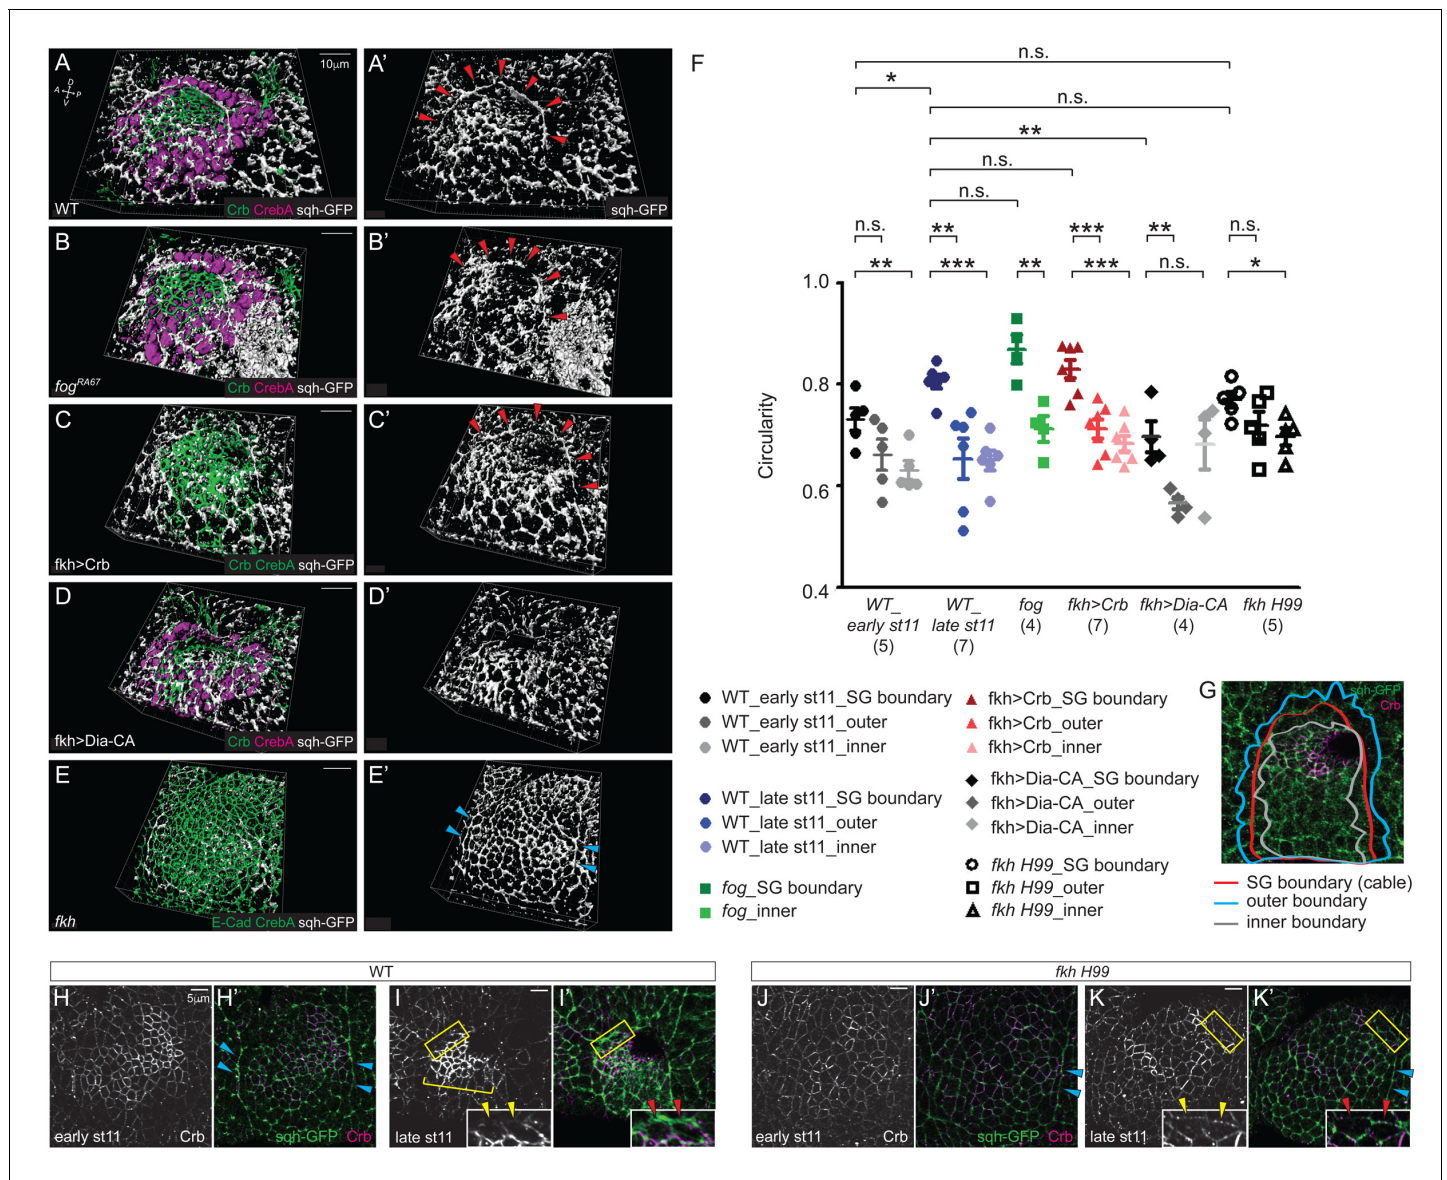 A
10μm
D
A P
V
WT
Crb CrebA sqh-GFP
A'
sqh-GFP
B
fogRA67
Crb CrebA sqh-GFP
B'
C
fkh>Crb
Crb CrebA sqh-GFP
C'
D
fkh>Dia-CA
Crb CrebA sqh-GFP
D'
E
fkh
E-Cad CrebA sqh-GFP
E'
F
n.s.
*
n.s.
**
n.s.
n.s.
n.s. ** *** ** n.s.
** *** ** *** n.s. *
1.0
0.8
0.6
0.4
Circularity
WT_ early st11 (5)
WT_ late st11 (7)
fog (4)
fkh>Crb (7)
fkh>Dia-CA (4)
fkh H99 (5)
WT_early st11_SG boundary
WT_early st11_outer
WT_early st11_inner
WT_late st11_SG boundary
WT_late st11_outer
WT_late st11_inner
fog_SG boundary
fog_inner
fkh>Crb_SG boundary
fkh>Crb_outer
fkh>Crb_inner
fkh>Dia-CA_SG boundary
fkh>Dia-CA_outer
fkh>Dia-CA_inner
fkh H99_SG boundary
fkh H99_outer
fkh H99_inner
G
sqh-GFP
Crb
SG boundary (cable)
outer boundary
inner boundary
WT
H
5μm
early st11
Crb
H'
sqh-GFP Crb
I
late st11
I'
fkh H99
J
early st11
Crb
J'
sqh-GFP Crb
K
late st11
K'